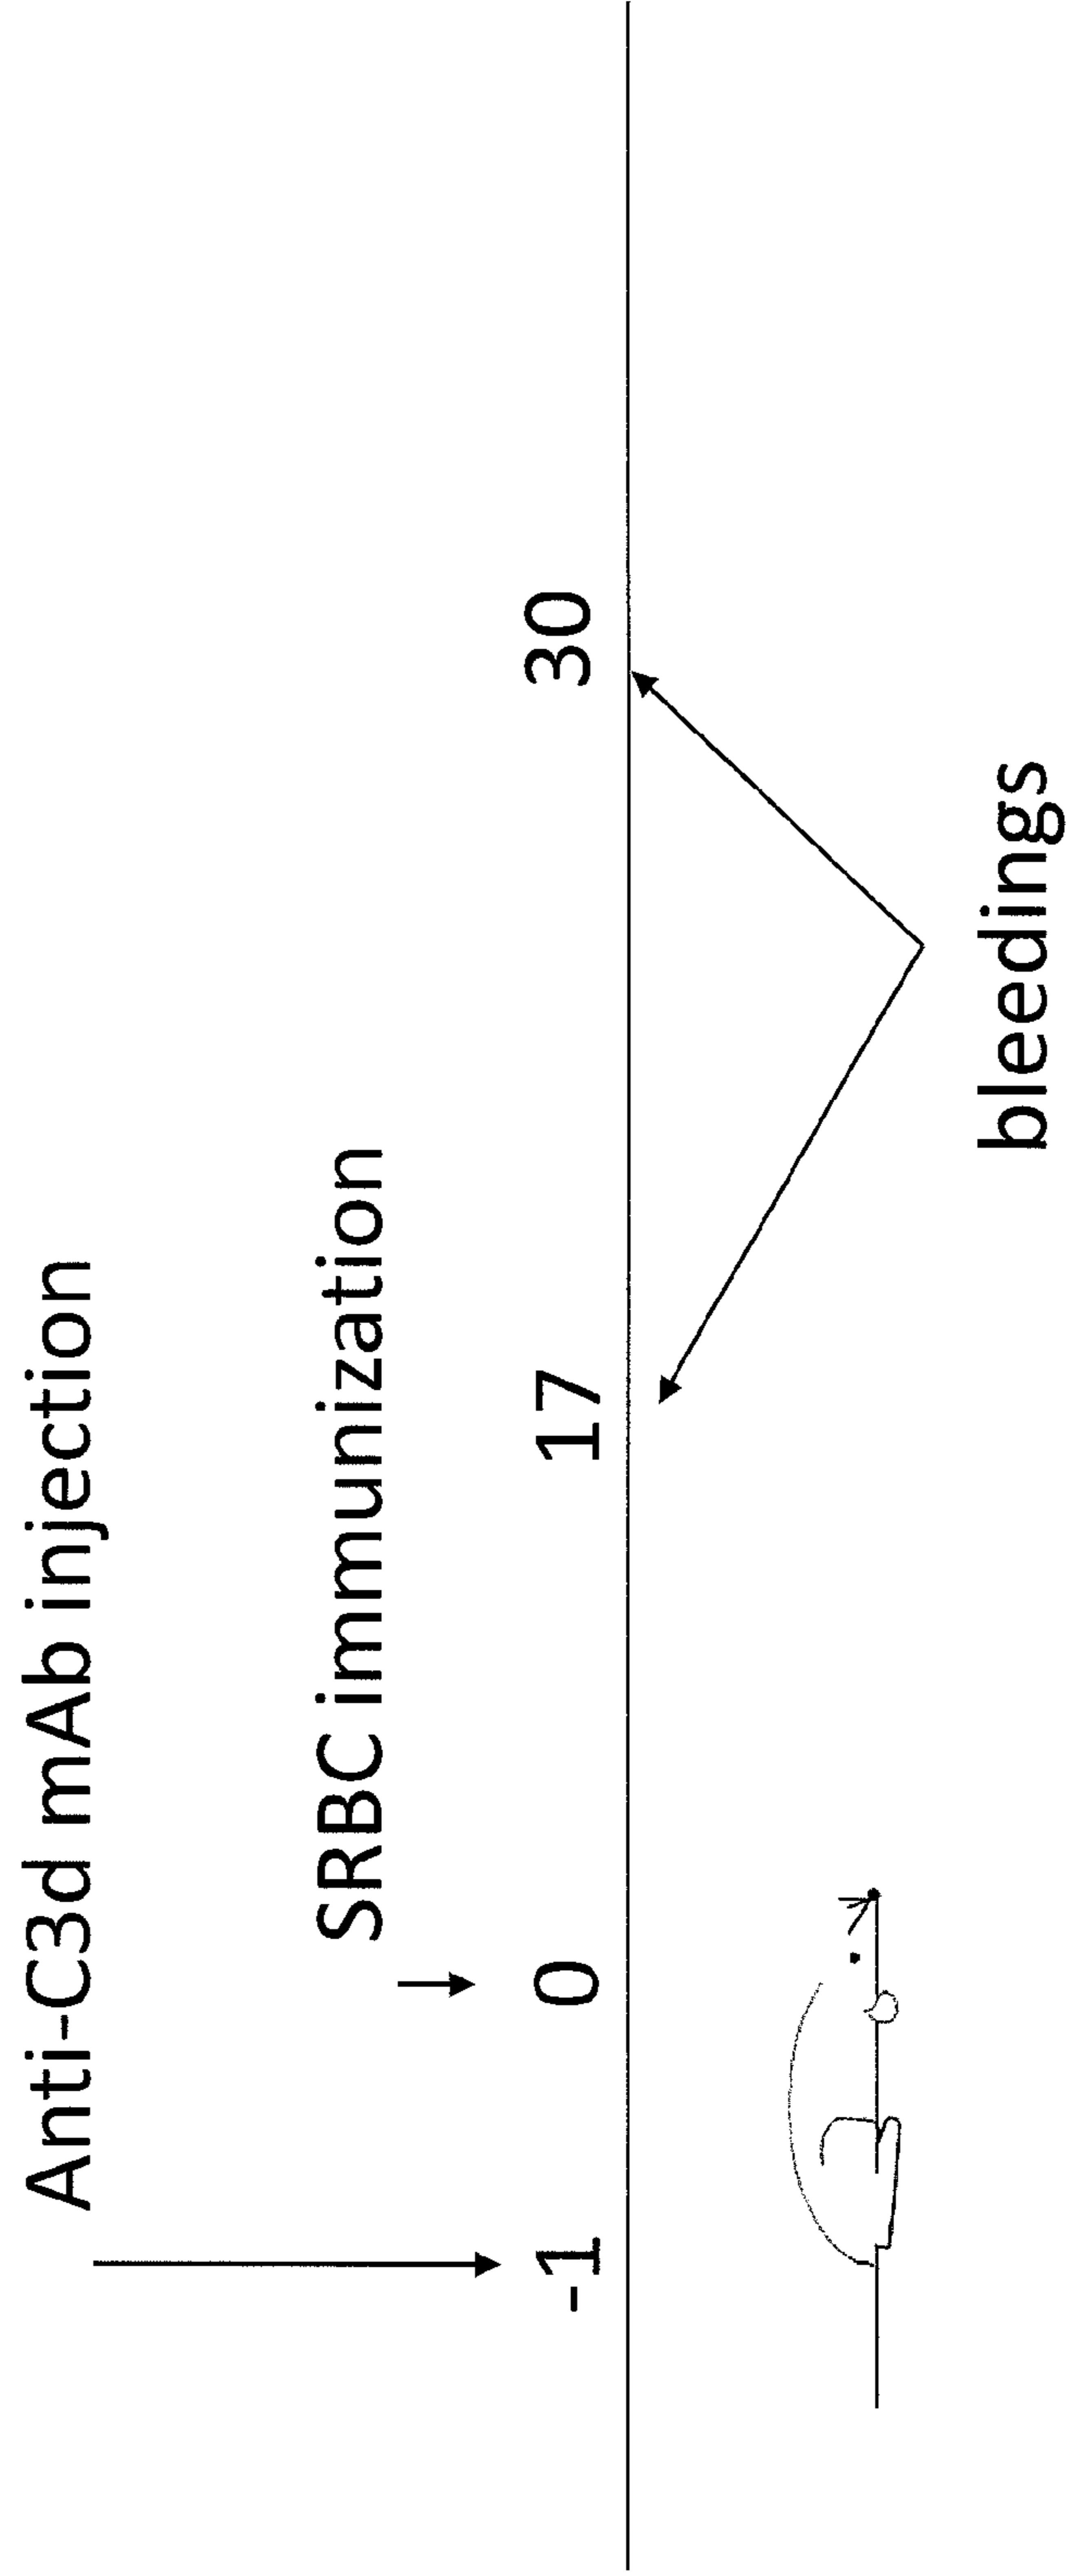 Anti-C3d mAb injection
SRBC immunization
-1 0 17 30
bleedings